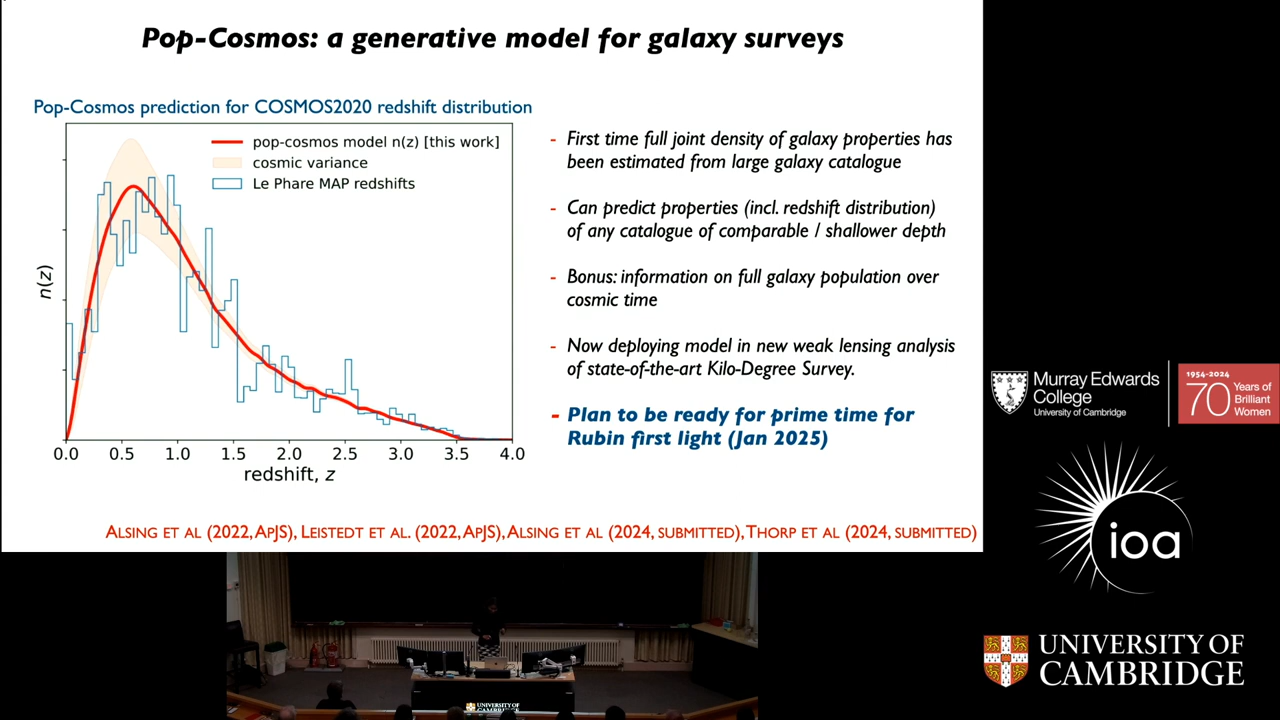 Pop-Cosmos: a generative model for galaxy surveys
Pop-Cosmos prediction for COSMOS2020 redshift distribution
pop-cosmos model n(z) [this work]
cosmic variance
Le Phare MAP redshifts
n(z)
0.0 0.5 1.0 1.5 2.0 2.5 3.0 3.5 4.0
redshift, z
- First time full joint density of galaxy properties has
been estimated from large galaxy catalogue
- Can predict properties (incl. redshift distribution)
of any catalogue of comparable / shallower depth
- Bonus: information on full galaxy population over
cosmic time
- Now deploying model in new weak lensing analysis
of state-of-the-art Kilo-Degree Survey.
- Plan to be ready for prime time for
Rubin first light (Jan 2025)
ALSING ET AL (2022, APJS), LEISTEDT ET AL. (2022, APJS), ALSING ET AL (2024, SUBMITTED), THORP ET AL (2024, SUBMITTED)
Murray Edwards
College
University of Cambridge
1954-2024
70 Years of
Brilliant
Women
ioa
UNIVERSITY OF
CAMBRIDGE
UNIVERSITY OF
CAMBRIDGE